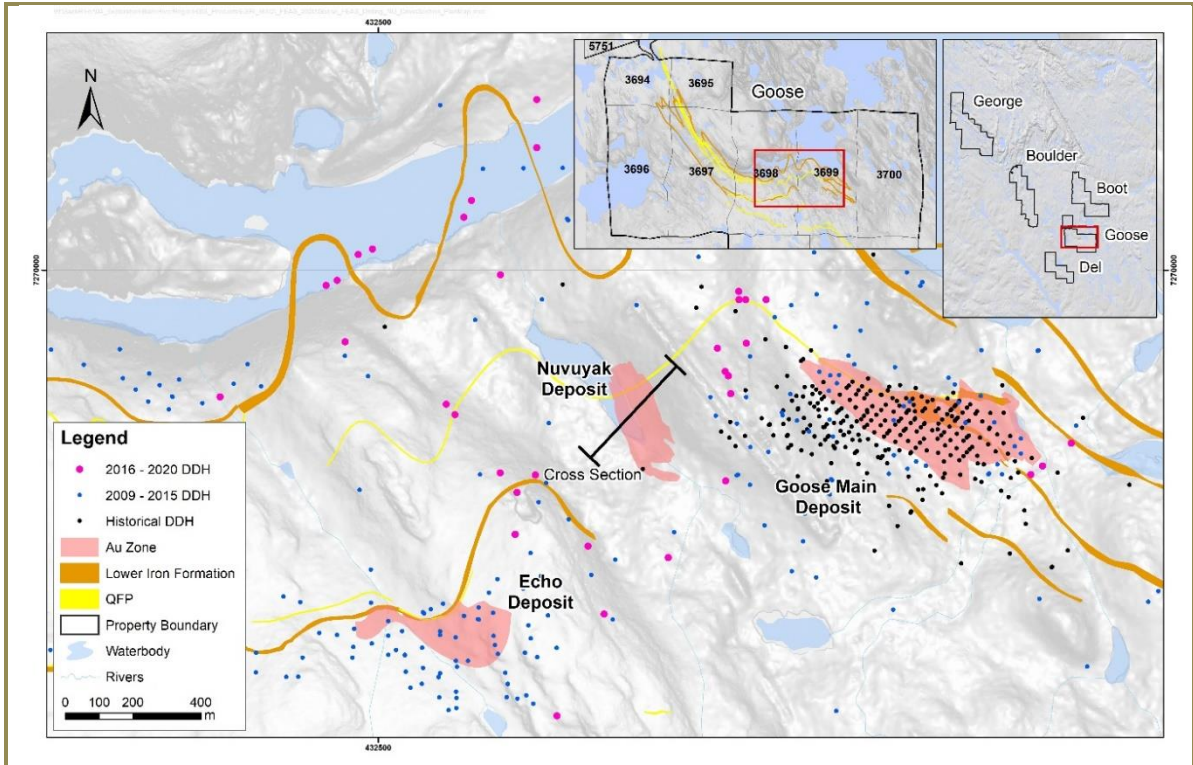 432500
N
7270000
7270000
5751
3694
3695
Goose
3696
3697
3698
3699
3700
George
Boulder
Boot
Goose
Del
Nuvuyak
Deposit
Cross Section
Goose Main
Deposit
Echo
Deposit
Legend
2016 - 2020 DDH
2009 - 2015 DDH
Historical DDH
Au Zone
Lower Iron Formation
QFP
Property Boundary
Waterbody
Rivers
0 100 200 400
m
432500